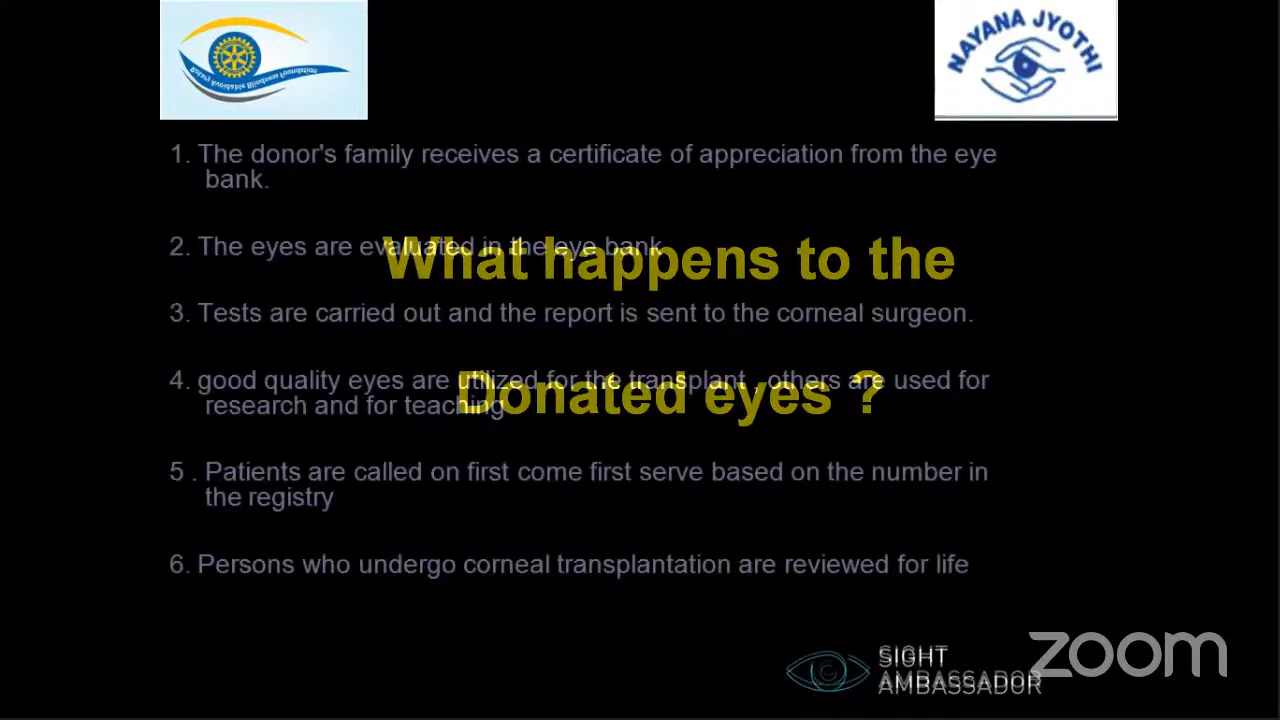 Rotary Avoidable Blindness Foundation
NAYANA JYOTHI
1. The donor's family receives a certificate of appreciation from the eye
bank.
2. The eyes are evaluated in the eye bank
What happens to the
3. Tests are carried out and the report is sent to the corneal surgeon.
4. good quality eyes are utilized for the transplant , others are used for
Donated eyes ?
research and for teaching
5 . Patients are called on first come first serve based on the number in
the registry
6. Persons who undergo corneal transplantation are reviewed for life
SIGHT
AMBASSADOR
zoom